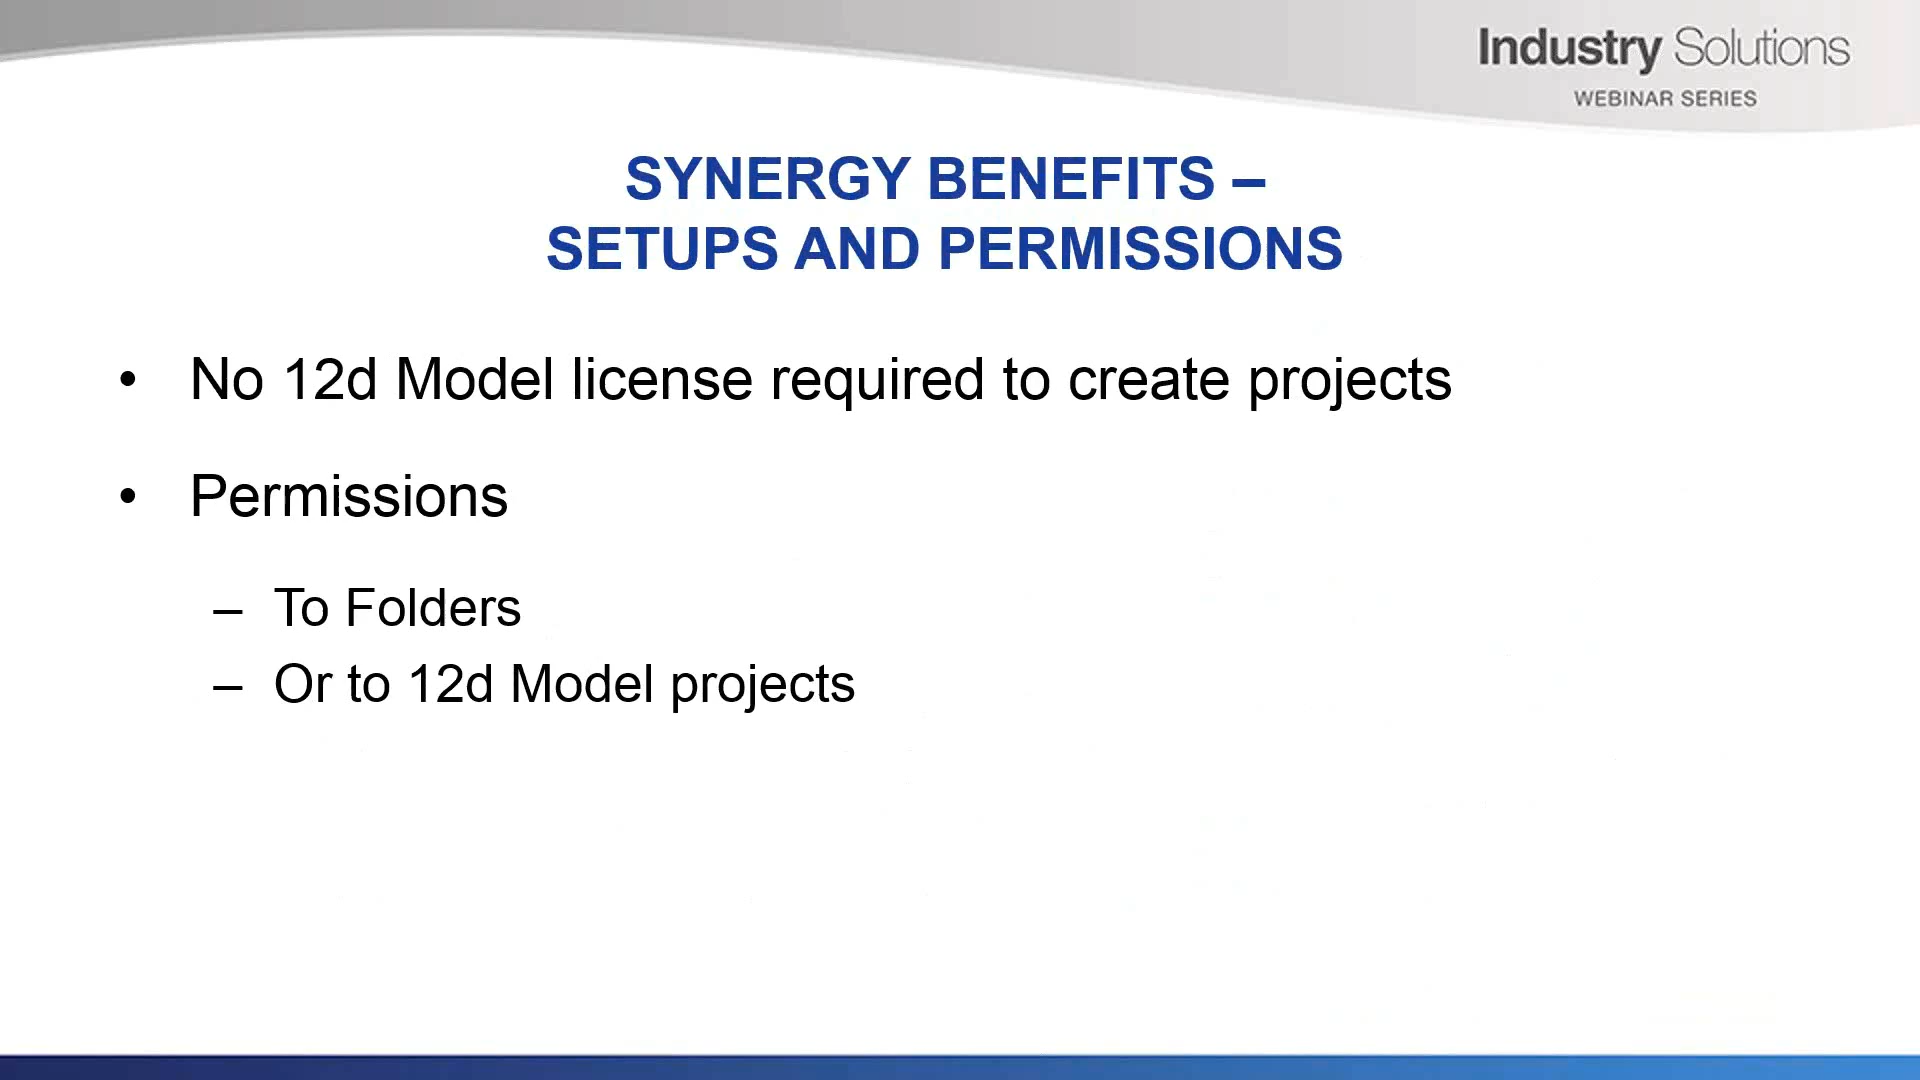 Industry Solutions
WEBINAR SERIES
SYNERGY BENEFITS –
SETUPS AND PERMISSIONS
• No 12d Model license required to create projects
• Permissions
– To Folders
– Or to 12d Model projects